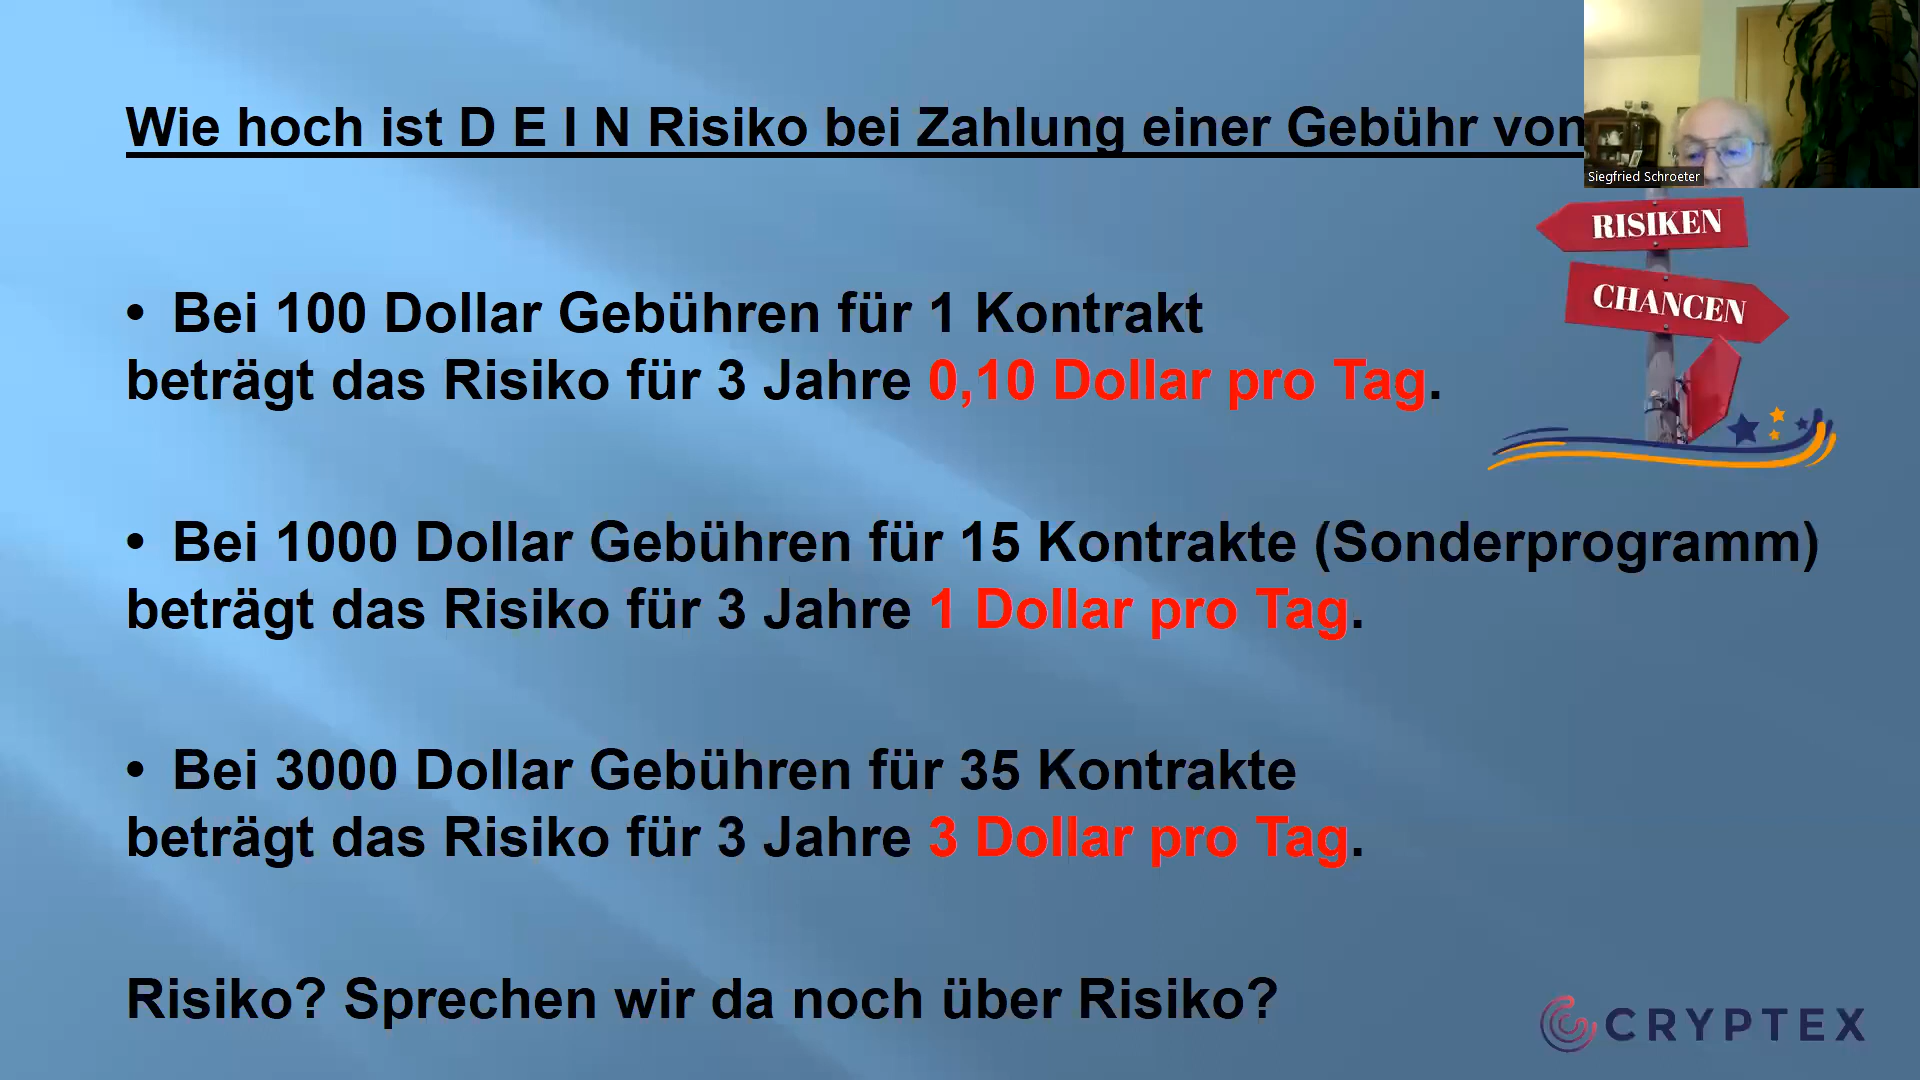 Wie hoch ist D E I N Risiko bei Zahlung einer Gebühr von
Siegfried Schroeter
RISIKEN
CHANCEN
• Bei 100 Dollar Gebühren für 1 Kontrakt
beträgt das Risiko für 3 Jahre 0,10 Dollar pro Tag.
• Bei 1000 Dollar Gebühren für 15 Kontrakte (Sonderprogramm)
beträgt das Risiko für 3 Jahre 1 Dollar pro Tag.
• Bei 3000 Dollar Gebühren für 35 Kontrakte
beträgt das Risiko für 3 Jahre 3 Dollar pro Tag.
Risiko? Sprechen wir da noch über Risiko?
CRYPTEX